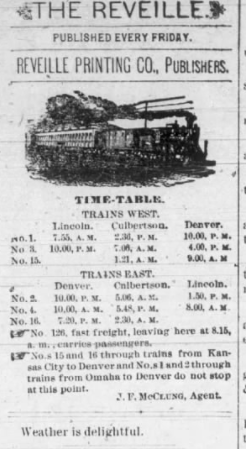 THE REVEILLE.
PUBLISHED EVERY FRIDAY.
REVEILLE PRINTING CO., PUBLISHERS.
TIME-TABLE.
TRAINS WEST.
Lincoln. Culbertson. Denver.
No. 1. 7.55, A. M. 2.36, P. M. 10.00, P. M.
No. 3. 10.00, P. M. 7.06, A. M. 4.00, P. M.
No. 15. 1.21, A. M. 9.00, A. M
TRAINS EAST.
Denver. Culbertson. Lincoln.
No. 2. 10.00, P. M. 5.06, A. M. 1.50, P. M.
No. 4. 10.00, A. M. 5.48, P. M. 8.00, A. M.
No. 16. 7.20, P. M. 2.30, A. M.
No. 126, fast freight, leaving here at 8.15,
a. m., carries passengers.
No.s 15 and 16 through trains from Kan-
sas City to Denver and No,s 1 and 2 through
trains from Omaha to Denver do not stop
at this point.
J. F. MCCLUNG, Agent.
Weather is delightful.